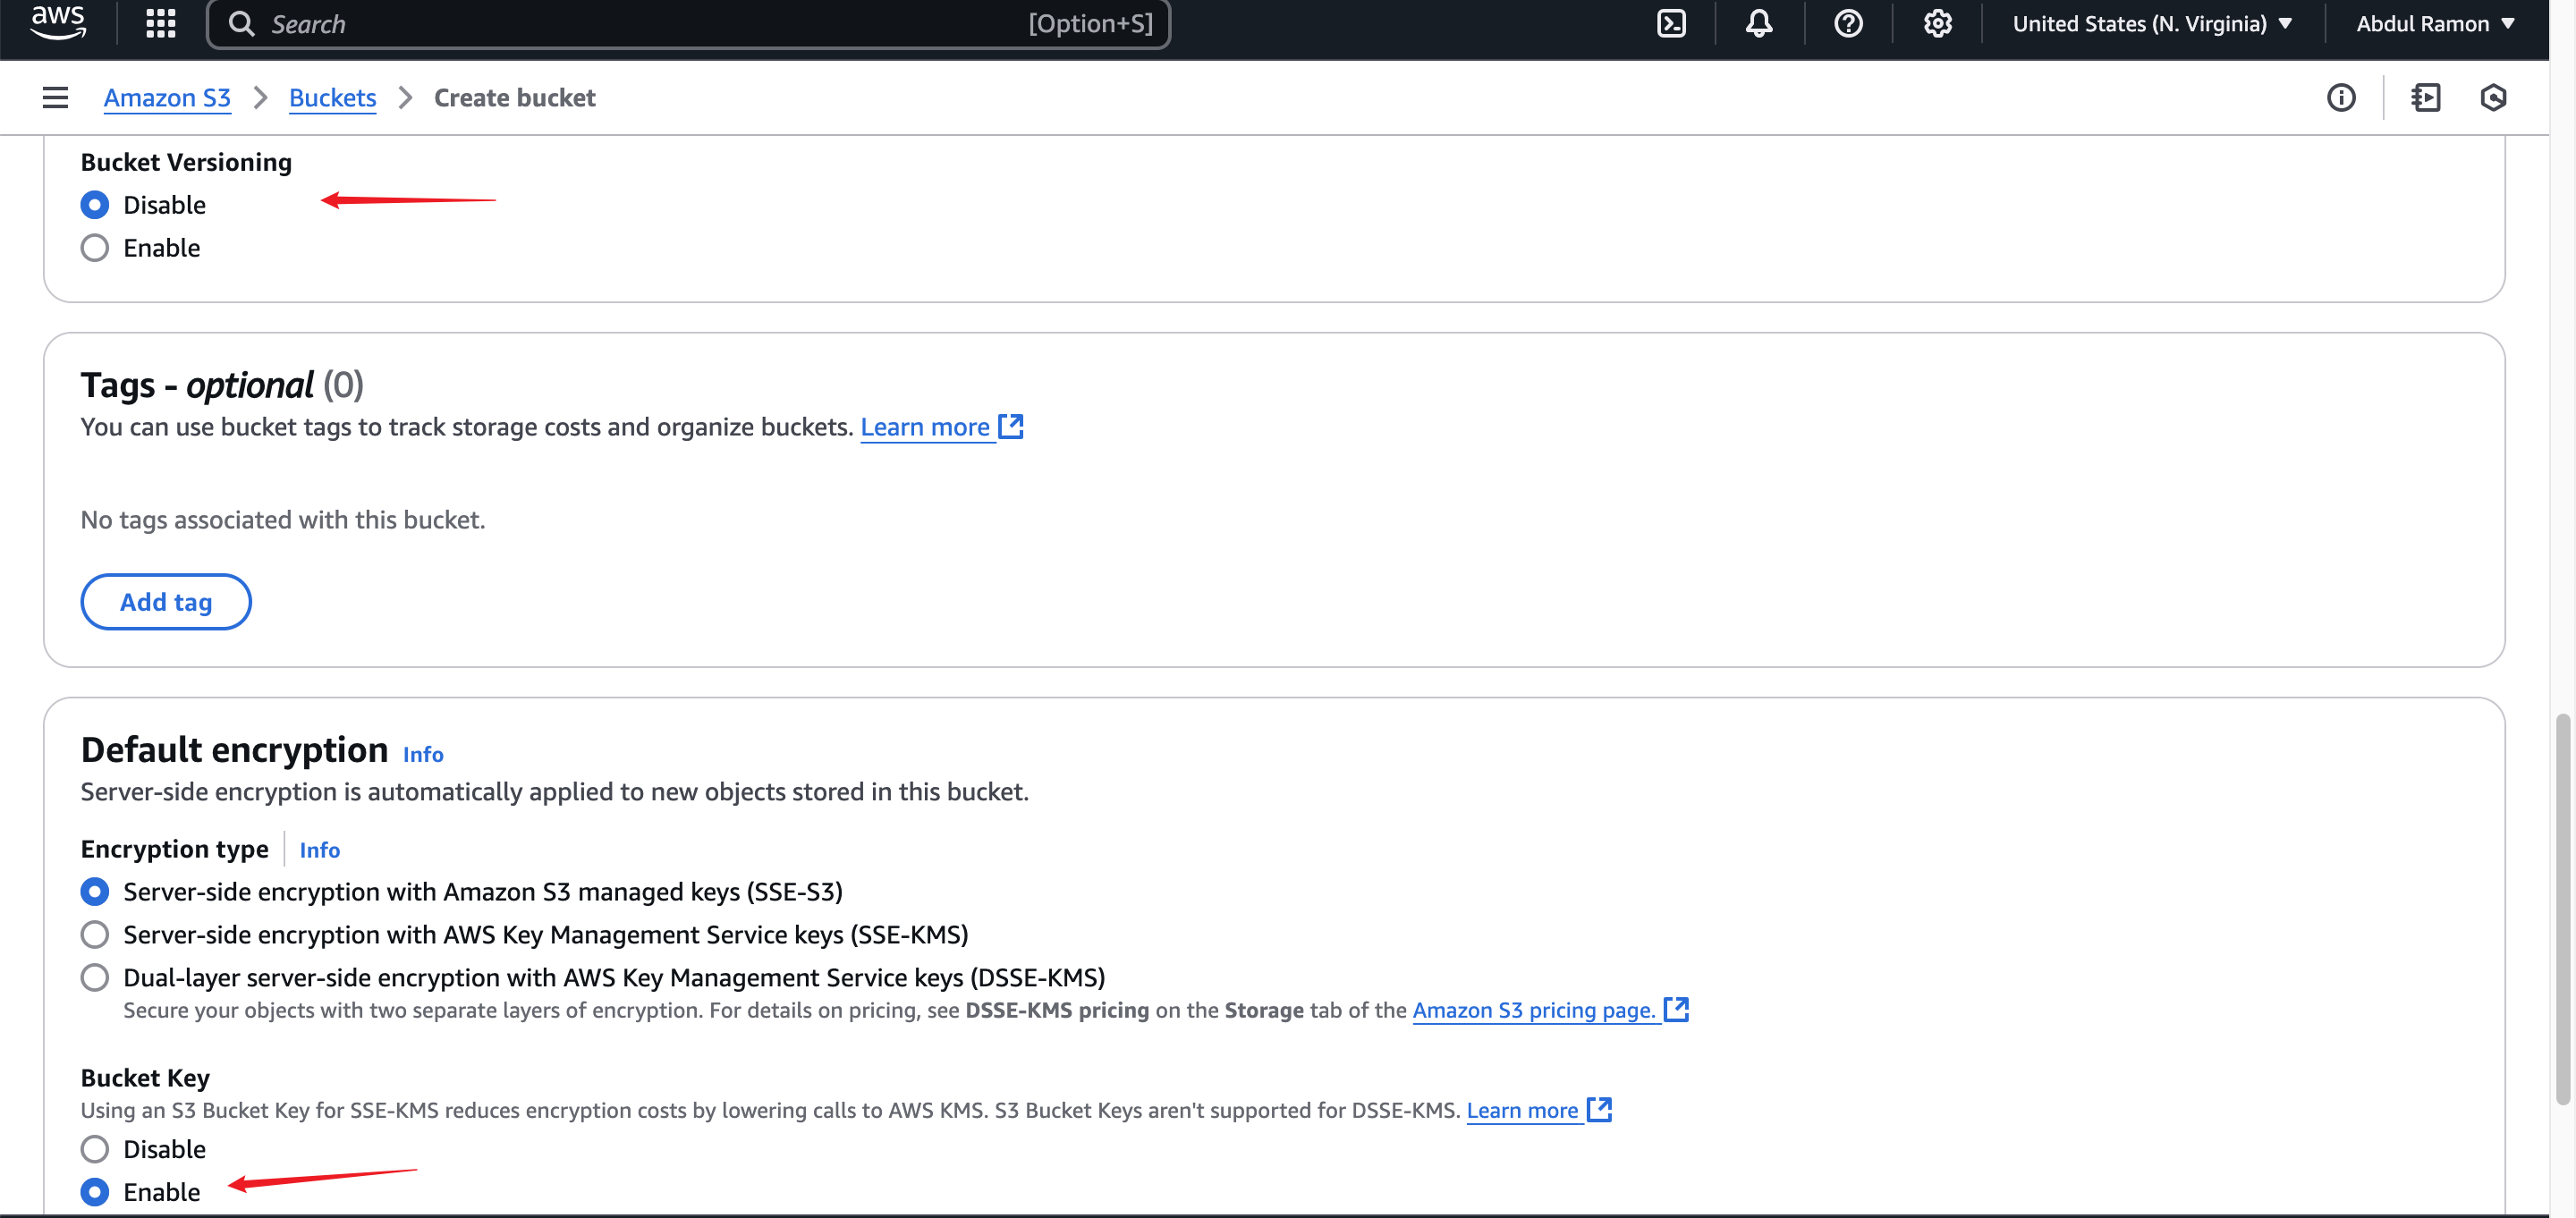 aws
Search [Option+S] United States (N. Virginia) Abdul Ramon
Amazon S3 Buckets Create bucket
Bucket Versioning
Disable
Enable
Tags - optional (0)
You can use bucket tags to track storage costs and organize buckets. Learn more
No tags associated with this bucket.
Add tag
Default encryption Info
Server-side encryption is automatically applied to new objects stored in this bucket.
Encryption type Info
Server-side encryption with Amazon S3 managed keys (SSE-S3)
Server-side encryption with AWS Key Management Service keys (SSE-KMS)
Dual-layer server-side encryption with AWS Key Management Service keys (DSSE-KMS)
Secure your objects with two separate layers of encryption. For details on pricing, see DSSE-KMS pricing on the Storage tab of the Amazon S3 pricing page.
Bucket Key
Using an S3 Bucket Key for SSE-KMS reduces encryption costs by lowering calls to AWS KMS. S3 Bucket Keys aren't supported for DSSE-KMS. Learn more
Disable
Enable